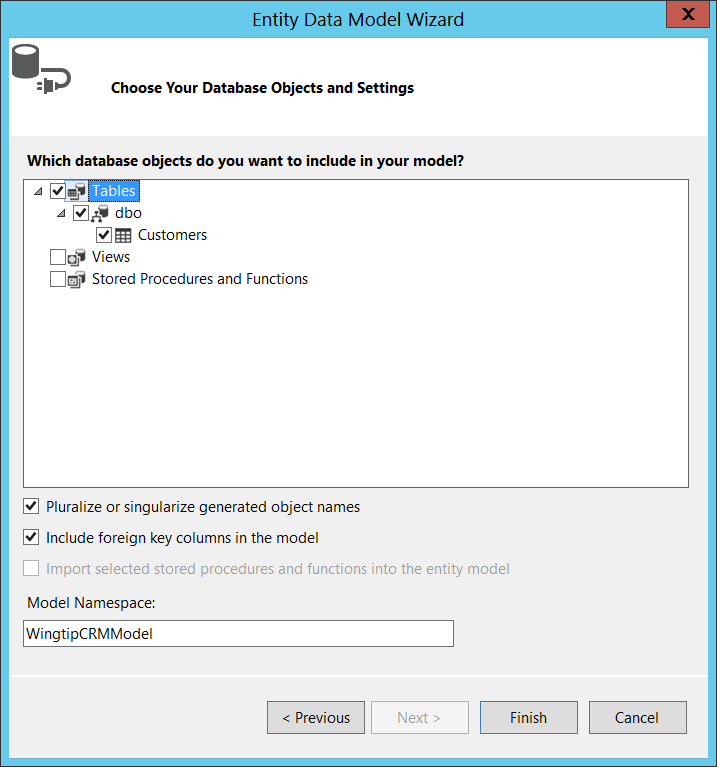 Entity Data Model Wizard
Choose Your Database Objects and Settings
Which database objects do you want to include in your model?
Tables
dbo
Customers
Views
Stored Procedures and Functions
Pluralize or singularize generated object names
Include foreign key columns in the model
Import selected stored procedures and functions into the entity model
Model Namespace:
WingtipCRMModel
< Previous Next > Finish Cancel